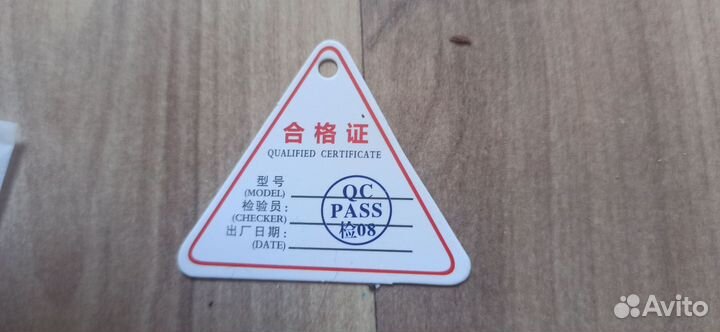 合格证
QUALIFIED CERTIFICATE
型号
(MODEL)
检验员:
(CHECKER)
出厂日期:
(DATE)
QC
PASS
检08
Avito